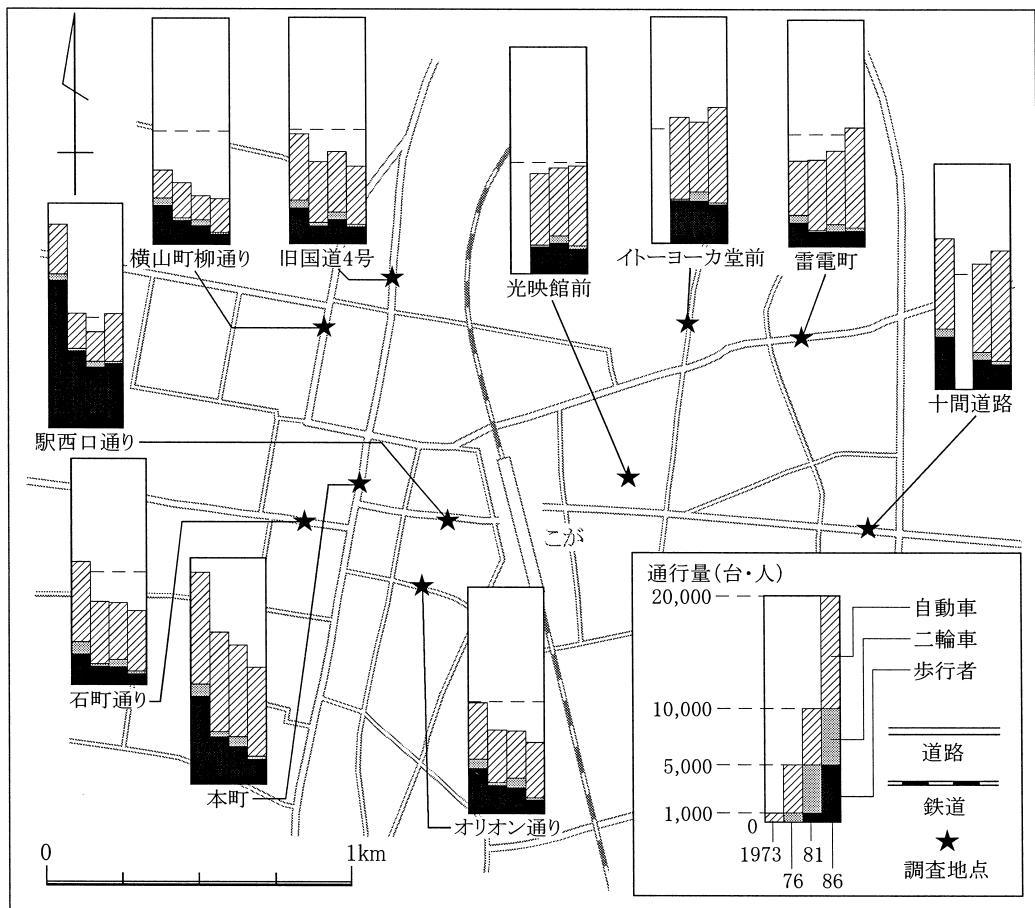 横山町柳通り
旧国道4号
光映館前
イトーヨーカ堂前
雷電町
十間道路
駅西口通り
石町通り
本町
オリオン通り
こが
0 1km
通行量(台・人)
20,000
10,000
5,000
1,000
0
1973
76
81
86
自動車
二輪車
歩行者
道路
鉄道
調査地点